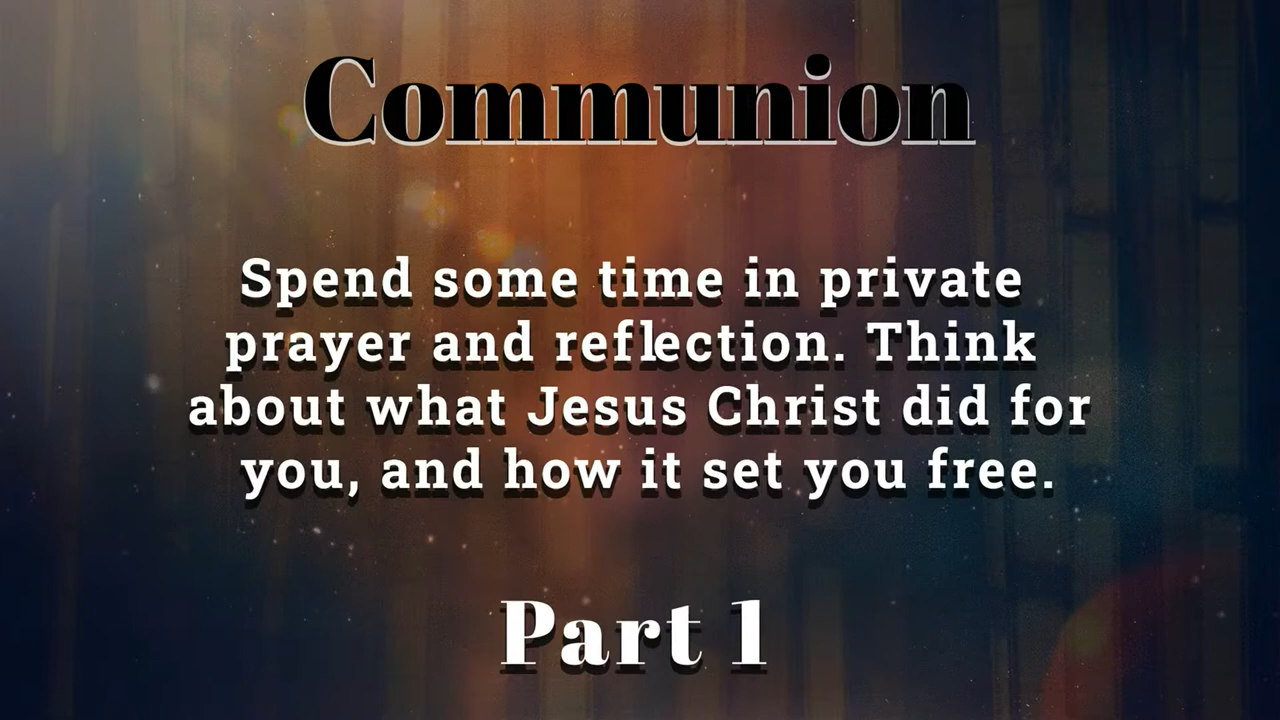 Communion
Spend some time in private
prayer and reflection. Think
about what Jesus Christ did for
you, and how it set you free.
Part 1